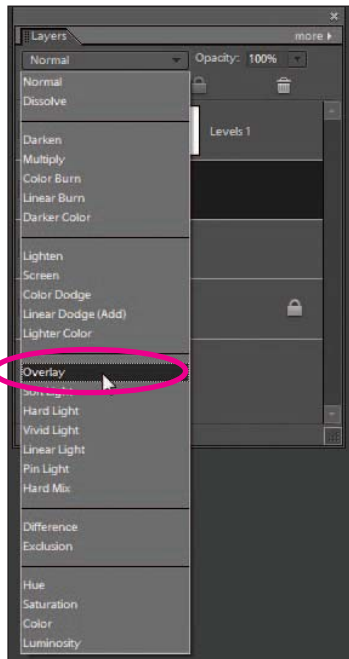 Layers more
Normal Opacity: 100%
Normal
Dissolve
Levels 1
Darken
Multiply
Color Burn
Linear Burn
Darker Color
Lighten
Screen
Color Dodge
Linear Dodge (Add)
Lighter Color
Overlay
Soft Light
Hard Light
Vivid Light
Linear Light
Pin Light
Hard Mix
Difference
Exclusion
Hue
Saturation
Color
Luminosity